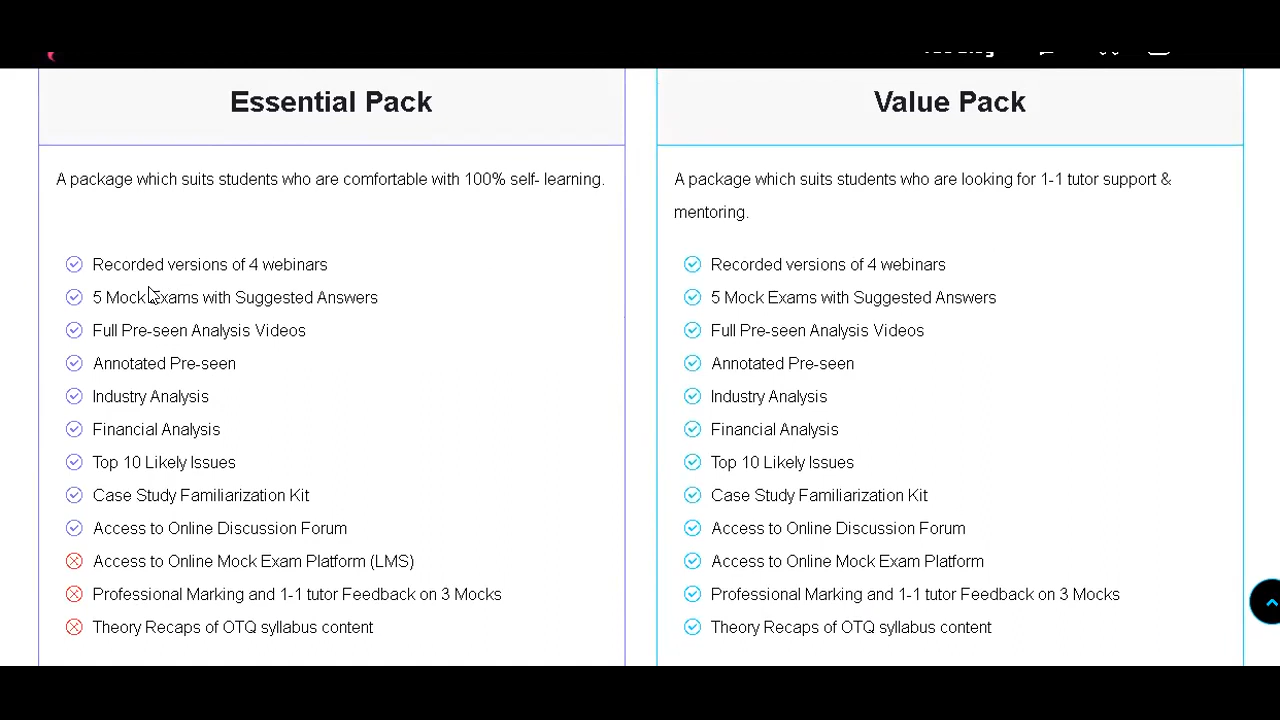 Essential Pack
A package which suits students who are comfortable with 100% self- learning.
Recorded versions of 4 webinars
5 Mock Exams with Suggested Answers
Full Pre-seen Analysis Videos
Annotated Pre-seen
Industry Analysis
Financial Analysis
Top 10 Likely Issues
Case Study Familiarization Kit
Access to Online Discussion Forum
Access to Online Mock Exam Platform (LMS)
Professional Marking and 1-1 tutor Feedback on 3 Mocks
Theory Recaps of OTQ syllabus content
Value Pack
A package which suits students who are looking for 1-1 tutor support &
mentoring.
Recorded versions of 4 webinars
5 Mock Exams with Suggested Answers
Full Pre-seen Analysis Videos
Annotated Pre-seen
Industry Analysis
Financial Analysis
Top 10 Likely Issues
Case Study Familiarization Kit
Access to Online Discussion Forum
Access to Online Mock Exam Platform
Professional Marking and 1-1 tutor Feedback on 3 Mocks
Theory Recaps of OTQ syllabus content